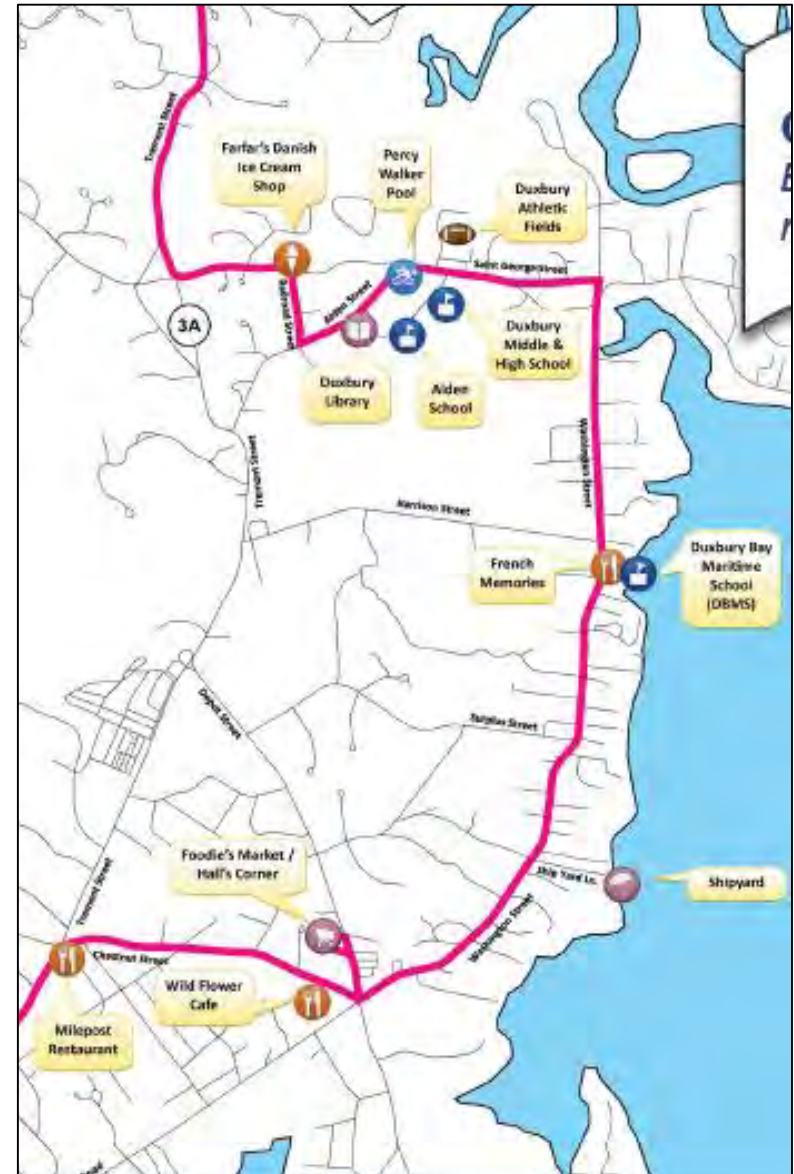 Tremont Street
Farfar's Danish
Ice Cream
Shop
Percy
Walker
Pool
Duxbury
Athletic
Fields
Saint George Street
Railroad Street
Alden Street
3A
Duxbury
Middle &
High School
Duxbury
Library
Alden
School
Tremont Street
Washington Street
Harrison Street
French
Memories
Duxbury Bay
Maritime
School
(DBMS)
Depot Street
Surplus Street
Foodie's Market /
Hall's Corner
Ship Yard Ln.
Shipyard
Tremont Street
Washington Street
Chestnut Street
Wild Flower
Cafe
Milepost
Restaurant
Road